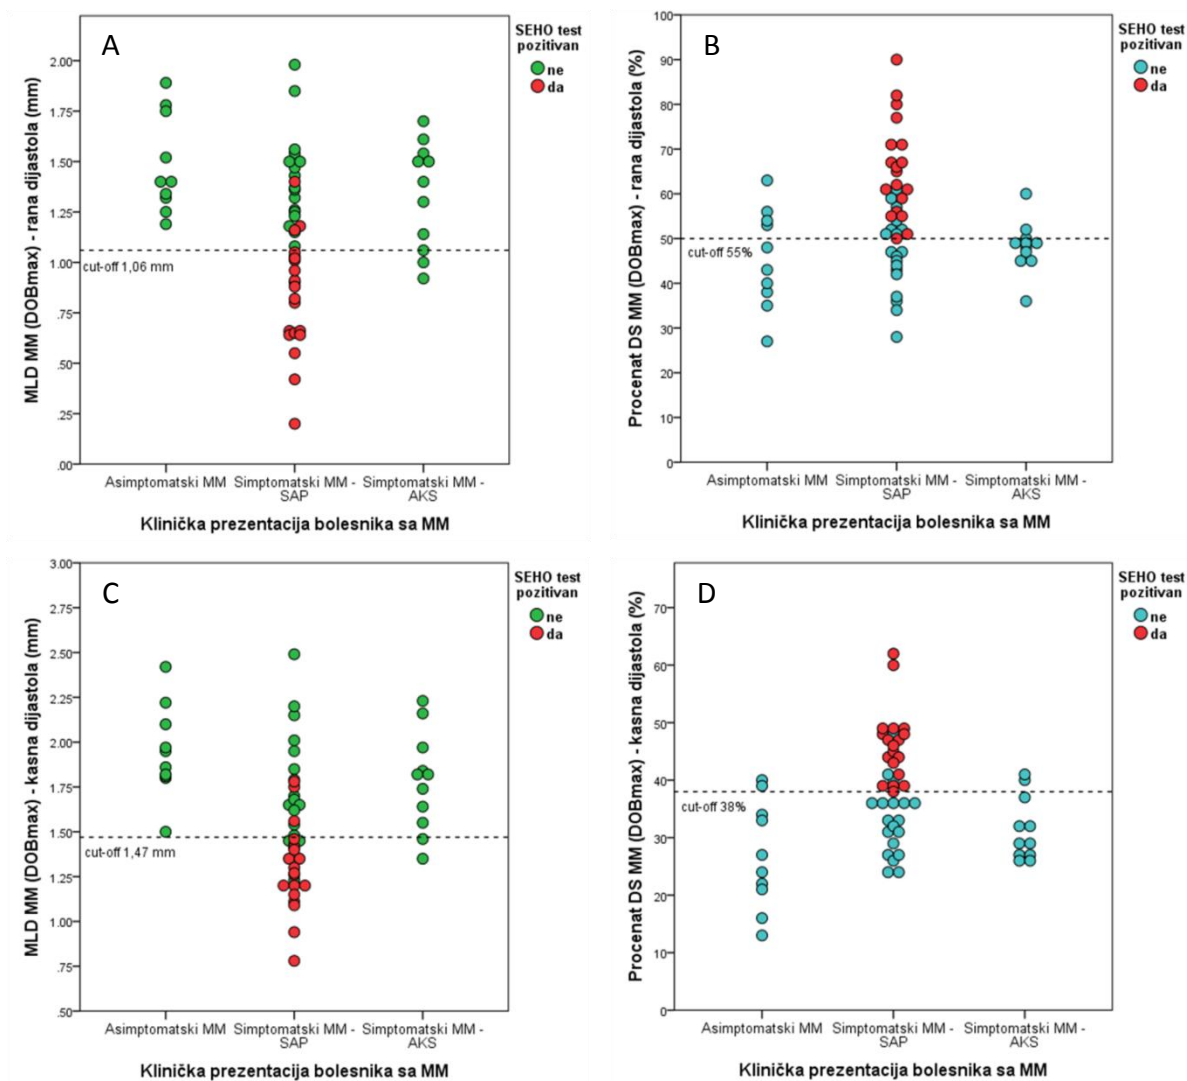 A
SEHO test
pozitivan
ne
da
MLD MM (DOBmax) - rana dijastola (mm)
2.00
1.75
1.50
1.25
1.00
.75
.50
.25
.00
cut-off 1,06 mm
Asimptomatski MM
Simptomatski MM -
SAP
Simptomatski MM -
AKS
Klinička prezentacija bolesnika sa MM
B
SEHO test
pozitivan
ne
da
Procenat DS MM (DOBmax) - rana dijastola (%)
100
90
80
70
60
50
40
30
20
10
0
cut-off 55%
Asimptomatski MM
Simptomatski MM -
SAP
Simptomatski MM -
AKS
Klinička prezentacija bolesnika sa MM
C
SEHO test
pozitivan
ne
da
MLD MM (DOBmax) - kasna dijastola (mm)
3.00
2.75
2.50
2.25
2.00
1.75
1.50
1.25
1.00
.75
.50
cut-off 1,47 mm
Asimptomatski MM
Simptomatski MM -
SAP
Simptomatski MM -
AKS
Klinička prezentacija bolesnika sa MM
D
SEHO test
pozitivan
ne
da
Procenat DS MM (DOBmax) - kasna dijastola (%)
70
60
50
40
30
20
10
0
cut-off 38%
Asimptomatski MM
Simptomatski MM -
SAP
Simptomatski MM -
AKS
Klinička prezentacija bolesnika sa MM